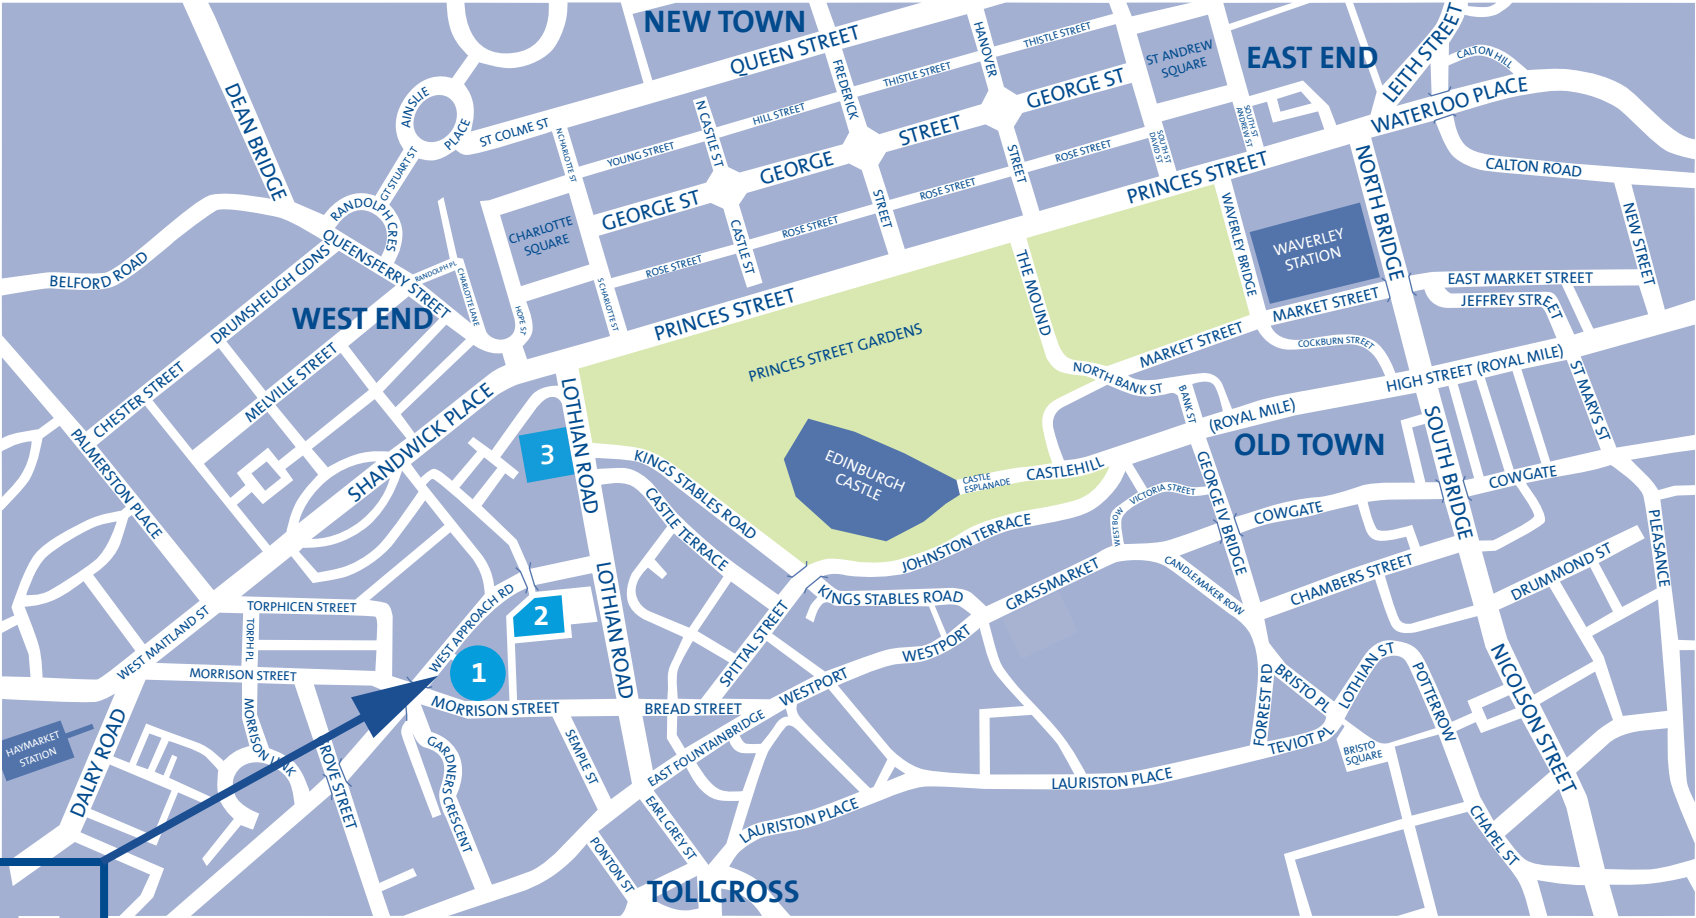 NEW TOWN
EAST END
WEST END
OLD TOWN
TOLLCROSS
QUEEN STREET
HANOVER
STREET
THISTLE STREET
THISTLE STREET
HILL STREET
YOUNG STREET
FREDERICK
STREET
ST ANDREW
SQUARE
GEORGE ST
STREET
GEORGE
GEORGE ST
LEITH STREET
CALTON HILL
WATERLOO PLACE
CALTON ROAD
NEW STREET
DEAN BRIDGE
AINSLIE
PLACE
ST COLME ST
GT STUART ST
RANDOLPH CRES
N CHARLOTTE ST
N CASTLE ST
CASTLE ST
SOUTH ST
DAVID ST
SOUTH ST
ANDREW ST
ROSE STREET
ROSE STREET
ROSE STREET
ROSE STREET
PRINCES STREET
PRINCES STREET
CHARLOTTE
SQUARE
S CHARLOTTE ST
HOPE ST
CHARLOTTE LANE
RANDOLPH PL
QUEENSFERRY STREET
BELFORD ROAD
DRUMSHEUGH GDNS
CHESTER STREET
MELVILLE STREET
PALMERSTON PLACE
SHANDWICK PLACE
LOTHIAN ROAD
LOTHIAN ROAD
LOTHIAN ROAD
PRINCES STREET GARDENS
THE MOUND
WAVERLEY BRIDGE
WAVERLEY
STATION
NORTH BRIDGE
EAST MARKET STREET
JEFFREY STREET
MARKET STREET
MARKET STREET
COCKBURN STREET
HIGH STREET (ROYAL MILE)
(ROYAL MILE)
ST MARYS ST
NORTH BANK ST
BANK ST
SOUTH BRIDGE
GEORGE IV BRIDGE
EDINBURGH
CASTLE
CASTLE
ESPLANADE
CASTLEHILL
VICTORIA STREET
WEST BOW
JOHNSTON TERRACE
COWGATE
COWGATE
PLEASANCE
DRUMMOND ST
CHAMBERS STREET
CANDLEMAKER ROW
GRASSMARKET
KINGS STABLES ROAD
KINGS STABLES ROAD
CASTLE TERRACE
SPITTAL STREET
WESTPORT
WESTPORT
3
2
1
WEST APPROACH RD
TORPHICEN STREET
TORPH PL
WEST MAITLAND ST
MORRISON STREET
MORRISON STREET
BREAD STREET
HAYMARKET
STATION
DALRY ROAD
MORRISON LINK
GROVE STREET
GARDNERS CRESCENT
SEMPLE ST
EAST FOUNTAINBRIDGE
EARL GREY ST
PONTON ST
LAURISTON PLACE
LAURISTON PLACE
FORREST RD
BRISTO PL
TEVIOT PL
LOTHIAN ST
POTTERROW
BRISTO
SQUARE
NICOLSON STREET
CHAPEL ST